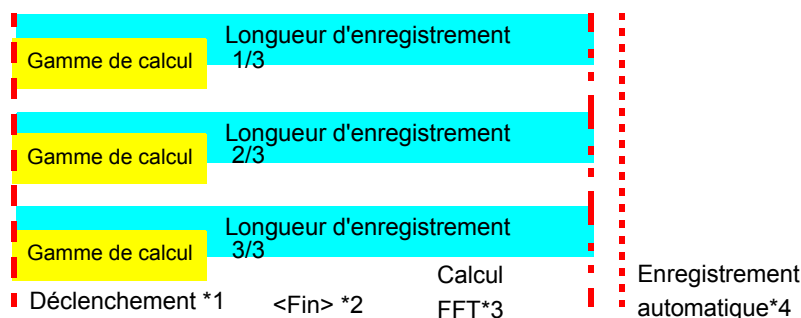 Longueur d'enregistrement
Gamme de calcul 1/3
Longueur d'enregistrement
Gamme de calcul 2/3
Longueur d'enregistrement
Gamme de calcul 3/3
Déclenchement *1
<Fin> *2
Calcul
FFT*3
Enregistrement
automatique*4